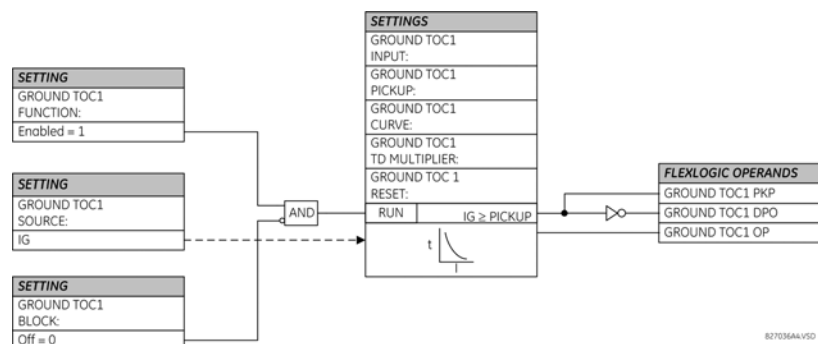 SETTING
GROUND TOC1
FUNCTION:
Enabled = 1
SETTING
GROUND TOC1
SOURCE:
IG
SETTING
GROUND TOC1
BLOCK:
Off = 0
AND
SETTINGS
GROUND TOC1
INPUT:
GROUND TOC1
PICKUP:
GROUND TOC1
CURVE:
GROUND TOC1
TD MULTIPLIER:
GROUND TOC 1
RESET:
RUN
IG ≥ PICKUP
t
I
FLEXLOGIC OPERANDS
GROUND TOC1 PKP
GROUND TOC1 DPO
GROUND TOC1 OP
827036A4.VSD